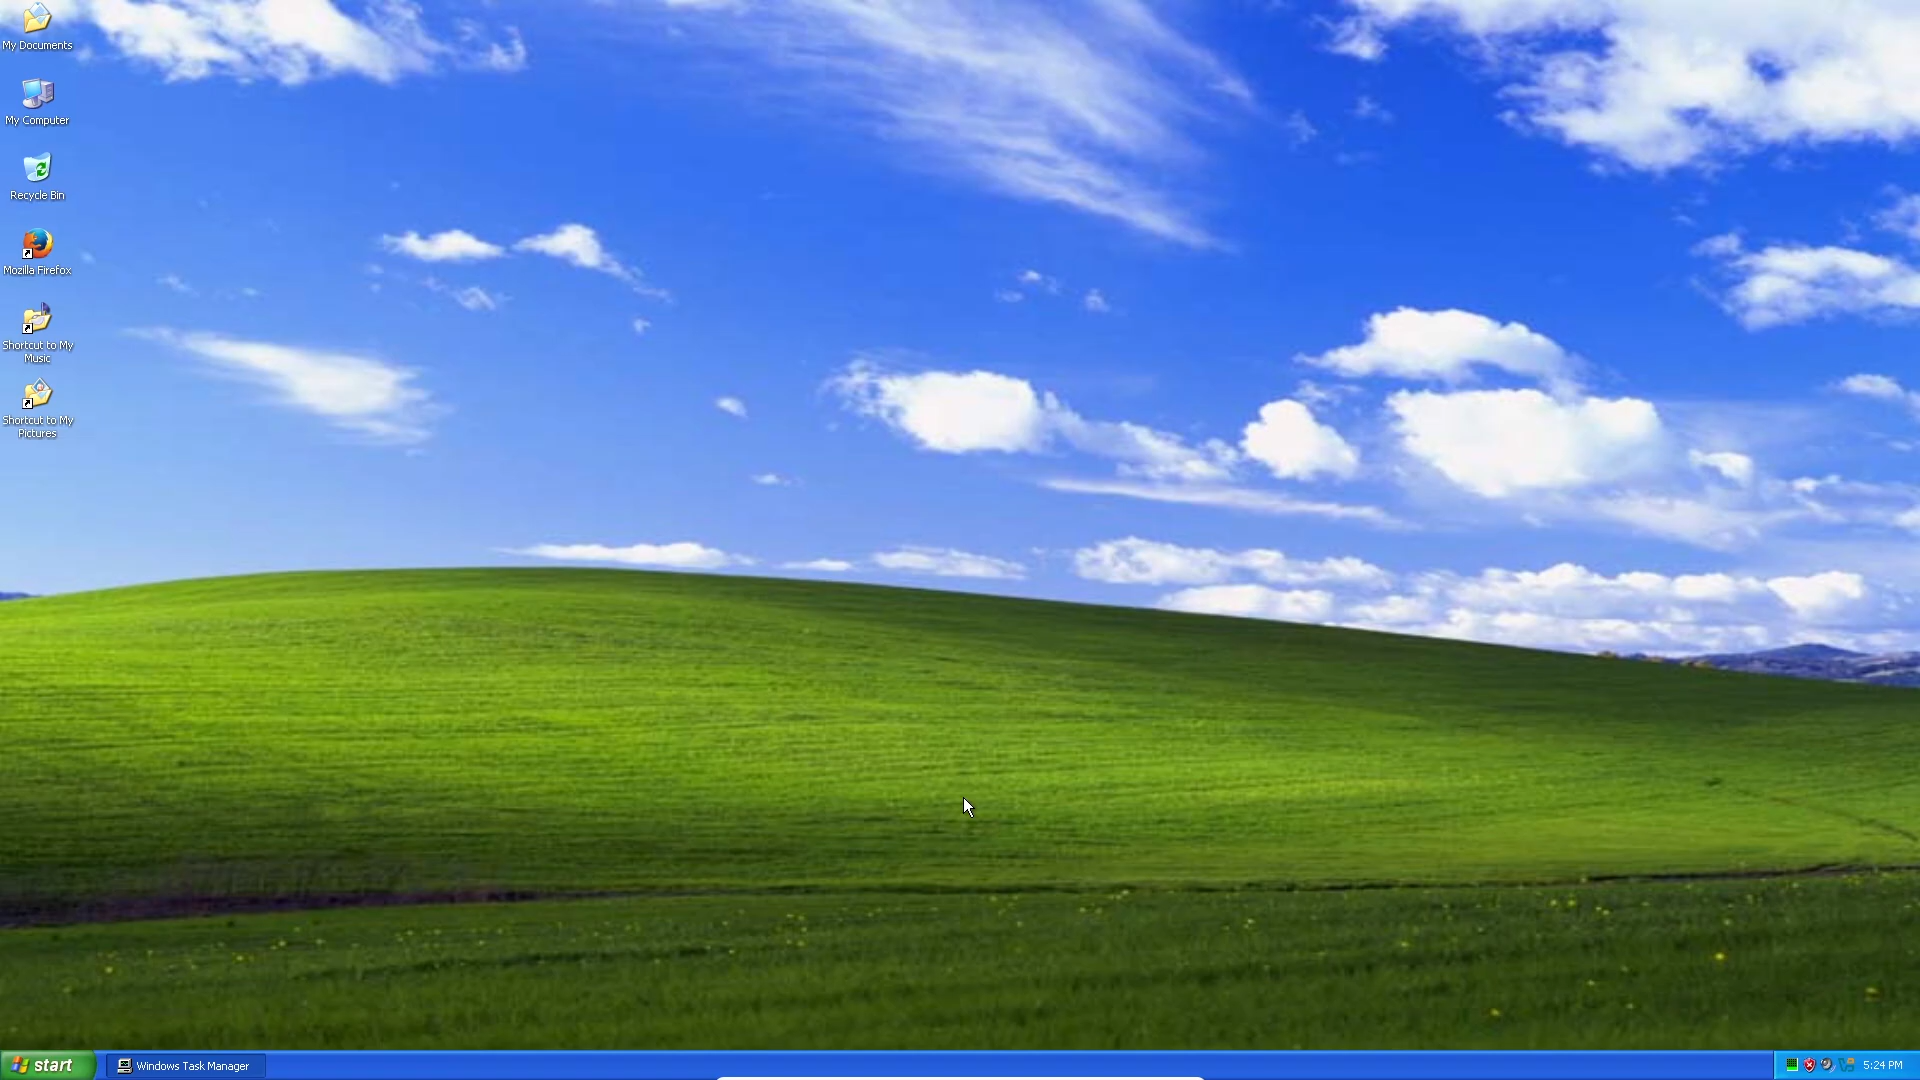 My Documents
My Computer
Recycle Bin
Mozilla Firefox
Shortcut to My
Music
Shortcut to My
Pictures
start
Windows Task Manager
5:24 PM